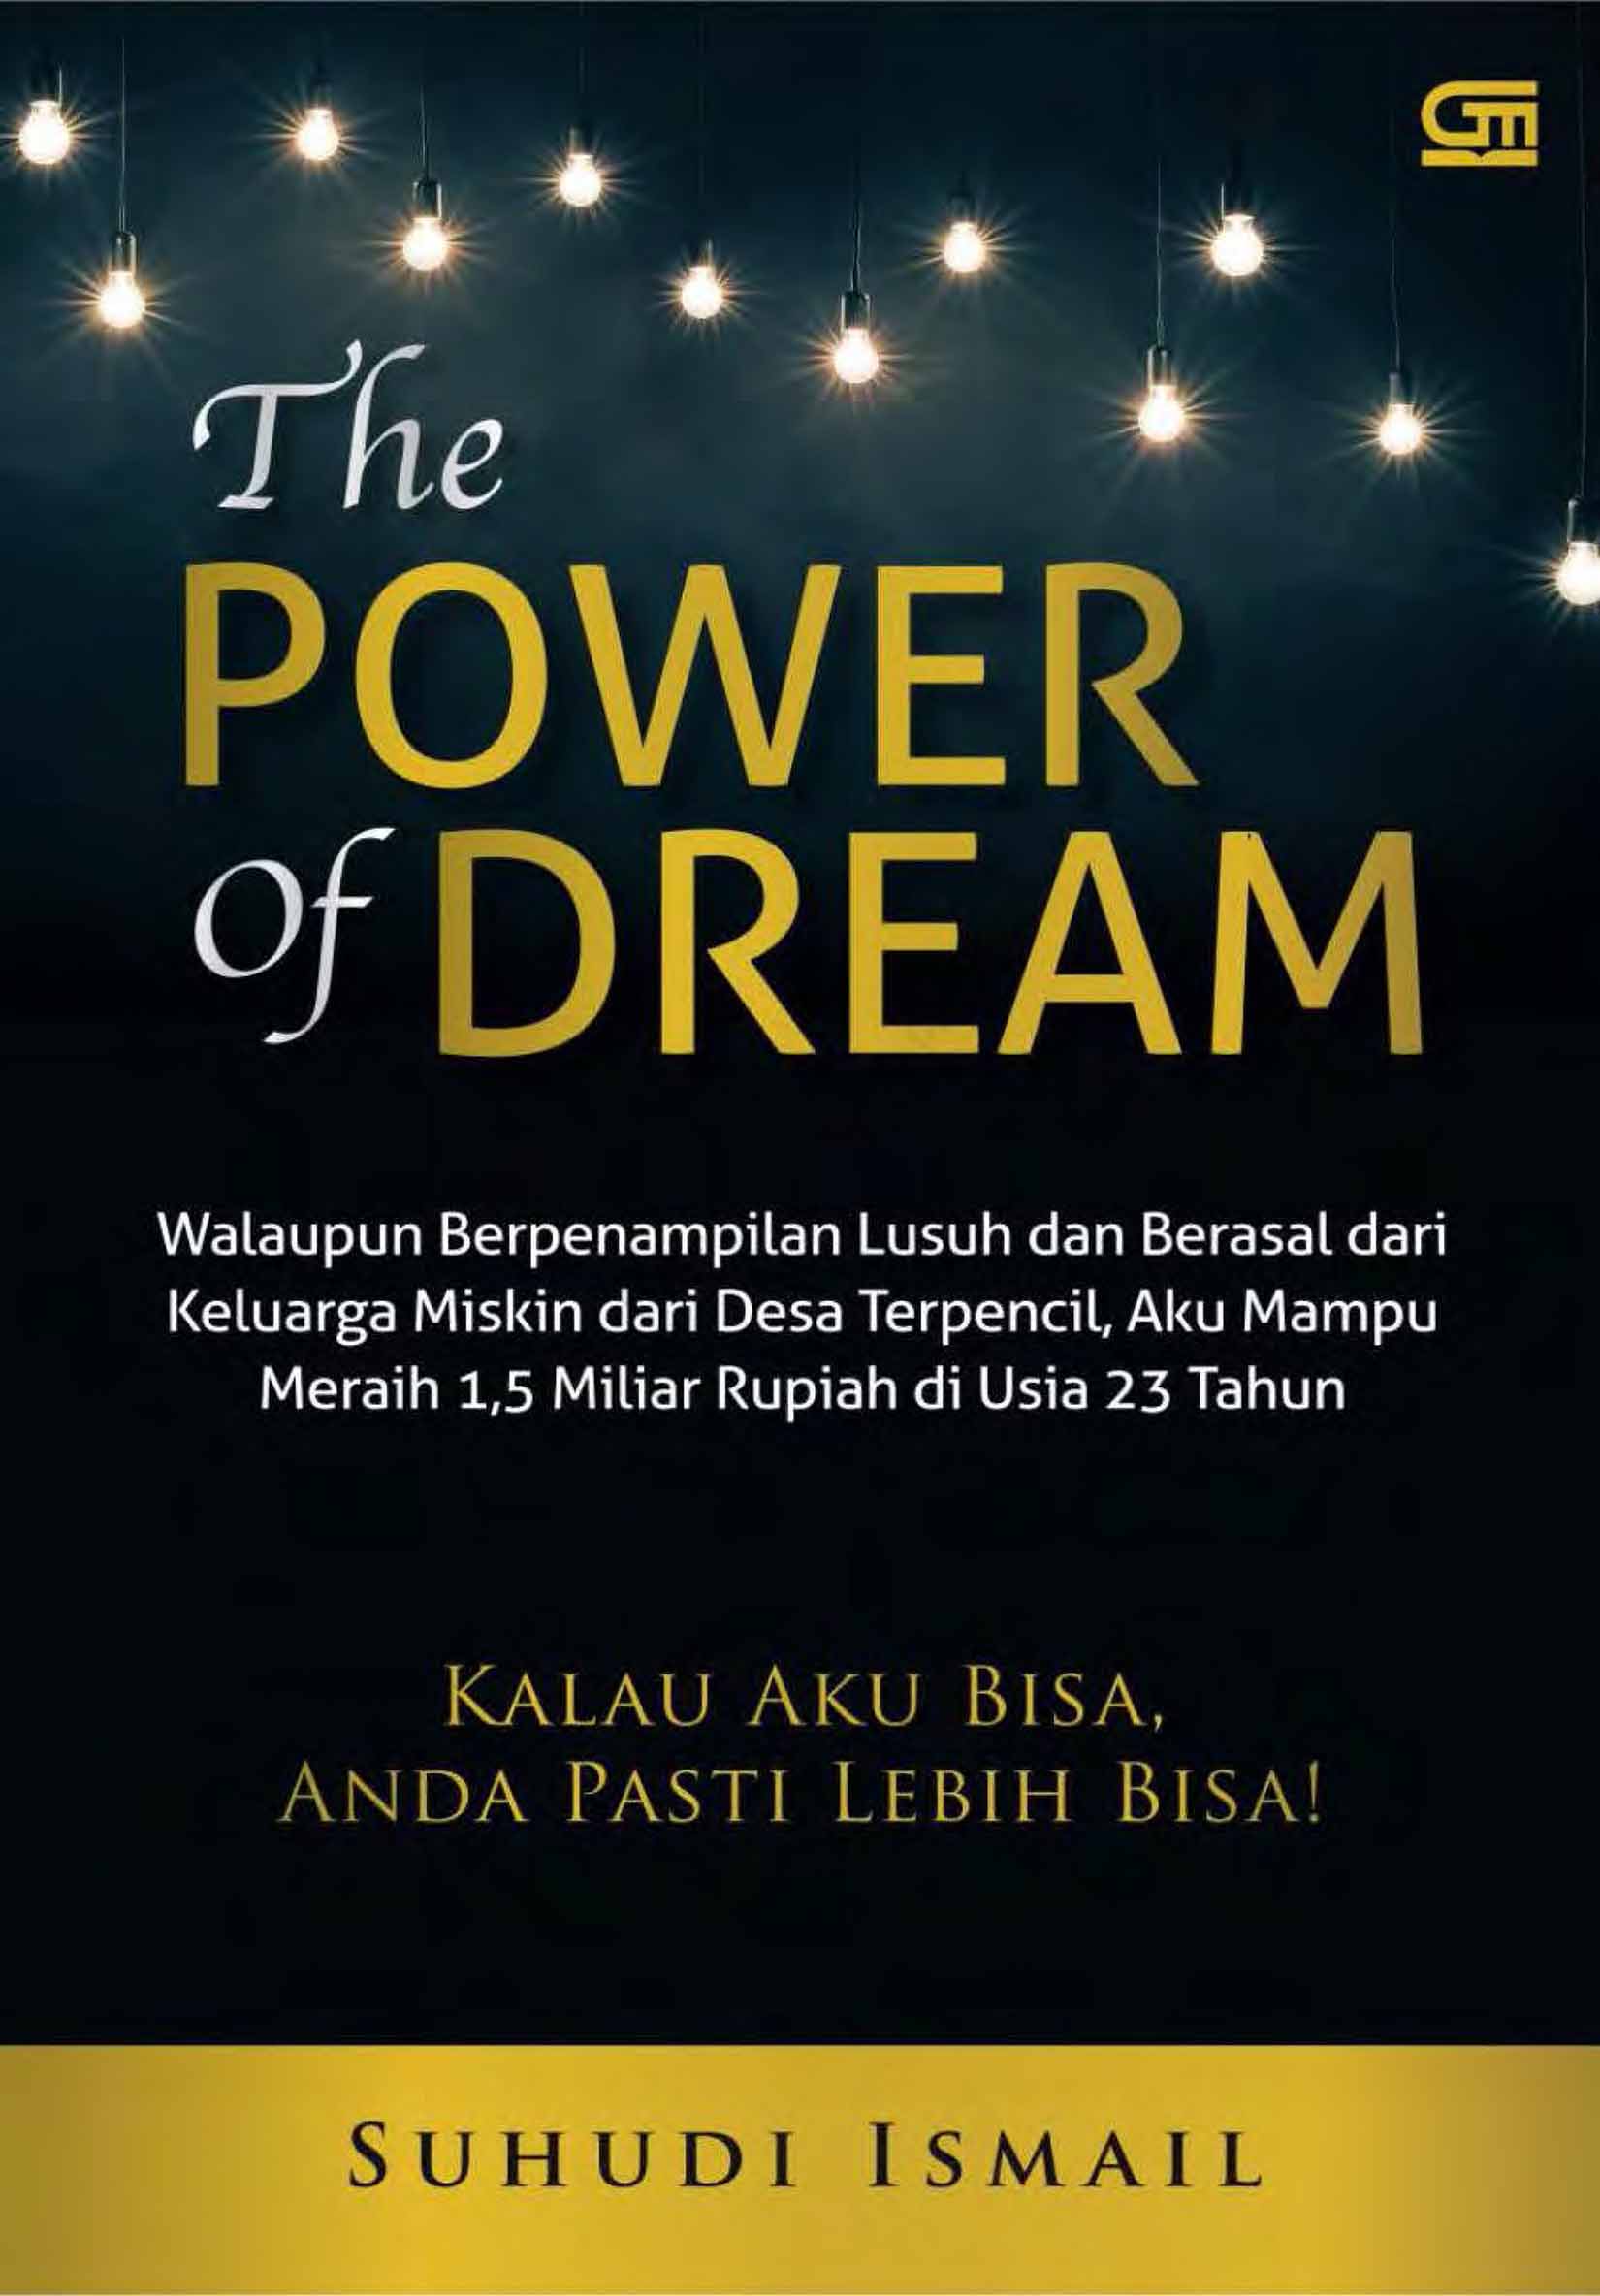 GM
The
POWER
of DREAM
Walaupun Berpenampilan Lusuh dan Berasal dari
Keluarga Miskin dari Desa Terpencil, Aku Mampu
Meraih 1,5 Miliar Rupiah di Usia 23 Tahun
KALAU AKU BISA,
ANDA PASTI LEBIH BISA!
SUHUDI ISMAIL